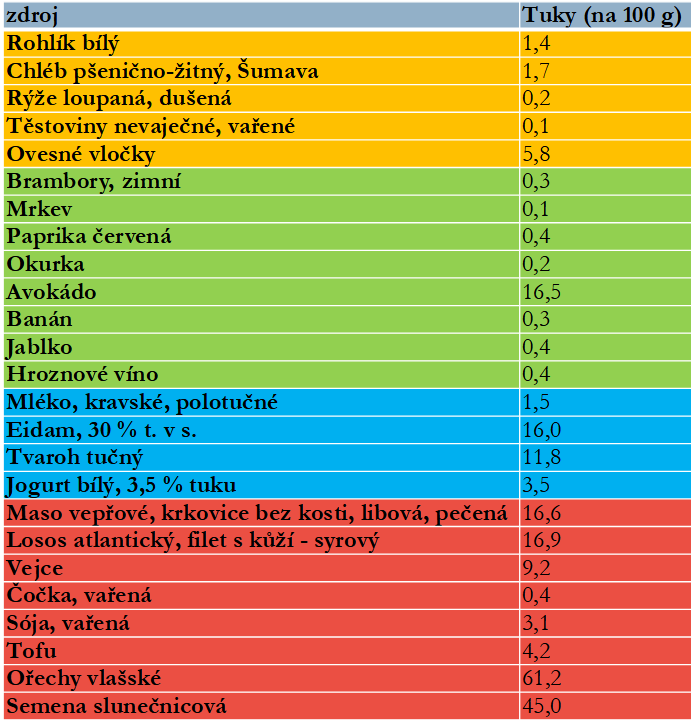 zdroj Tuky (na 100 g)
Rohlík bílý 1,4
Chléb pšenično-žitný, Šumava 1,7
Rýže loupaná, dušená 0,2
Těstoviny nevaječné, vařené 0,1
Ovesné vločky 5,8
Brambory, zimní 0,3
Mrkev 0,1
Paprika červená 0,4
Okurka 0,2
Avokádo 16,5
Banán 0,3
Jablko 0,4
Hroznové víno 0,4
Mléko, kravské, polotučné 1,5
Eidam, 30 % t. v s. 16,0
Tvaroh tučný 11,8
Jogurt bílý, 3,5 % tuku 3,5
Maso vepřové, krkovice bez kosti, libová, pečená 16,6
Losos atlantický, filet s kůží - syrový 16,9
Vejce 9,2
Čočka, vařená 0,4
Sója, vařená 3,1
Tofu 4,2
Ořechy vlašské 61,2
Semena slunečnicová 45,0